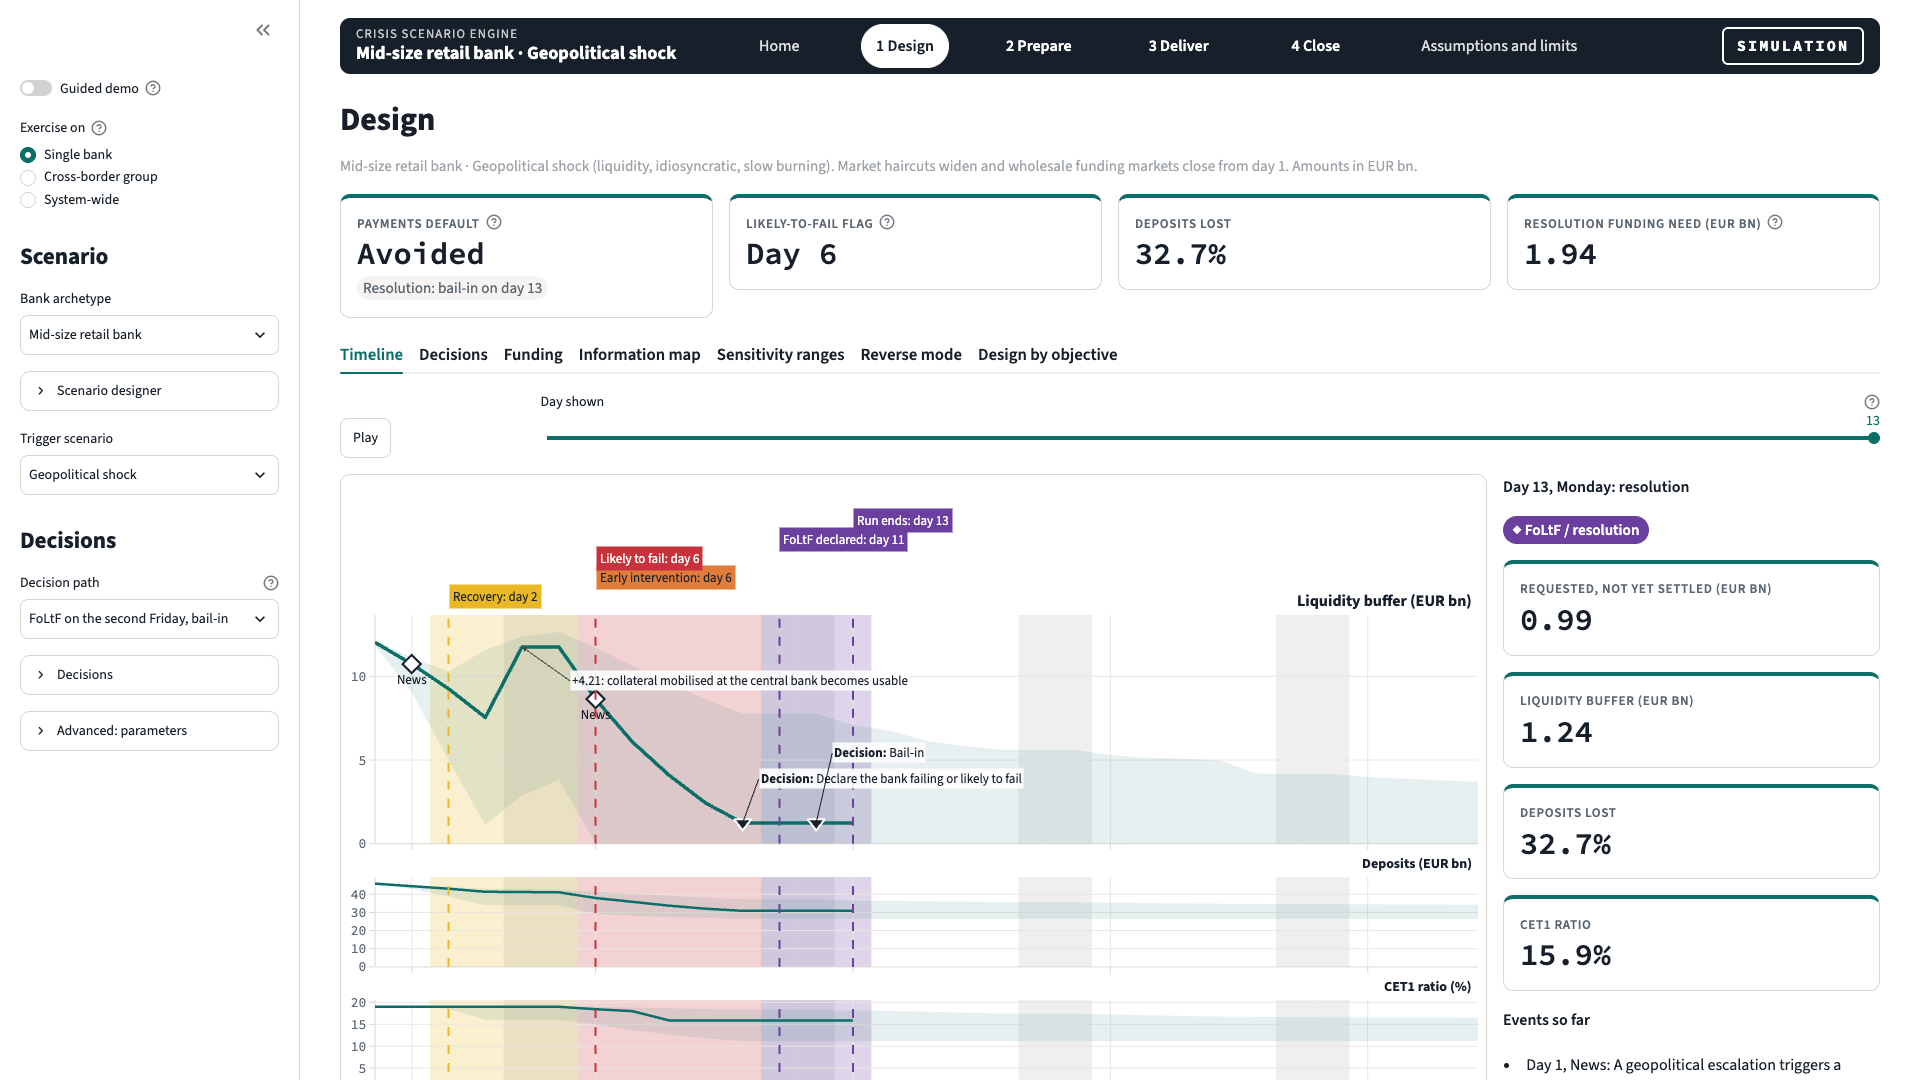 Guided demo
Exercise on
Single bank
Cross-border group
System-wide
Scenario
Bank archetype
Mid-size retail bank
Scenario designer
Trigger scenario
Geopolitical shock
Decisions
Decision path
FoLtF on the second Friday, bail-in
Decisions
Advanced: parameters
CRISIS SCENARIO ENGINE
Mid-size retail bank · Geopolitical shock
Home
1 Design
2 Prepare
3 Deliver
4 Close
Assumptions and limits
SIMULATION
Design
Mid-size retail bank · Geopolitical shock (liquidity, idiosyncratic, slow burning). Market haircuts widen and wholesale funding markets close from day 1. Amounts in EUR bn.
PAYMENTS DEFAULT
Avoided
Resolution: bail-in on day 13
LIKELY-TO-FAIL FLAG
Day 6
DEPOSITS LOST
32.7%
RESOLUTION FUNDING NEED (EUR BN)
1.94
Timeline
Decisions
Funding
Information map
Sensitivity ranges
Reverse mode
Design by objective
Day shown
13
Play
Run ends: day 13
FoLtF declared: day 11
Likely to fail: day 6
Early intervention: day 6
Recovery: day 2
Liquidity buffer (EUR bn)
10
5
0
News
+4.21: collateral mobilised at the central bank becomes usable
News
Decision: Bail-in
Decision: Declare the bank failing or likely to fail
Deposits (EUR bn)
40
30
20
10
0
CET1 ratio (%)
20
15
10
5
Day 13, Monday: resolution
FoLtF / resolution
REQUESTED, NOT YET SETTLED (EUR BN)
0.99
LIQUIDITY BUFFER (EUR BN)
1.24
DEPOSITS LOST
32.7%
CET1 RATIO
15.9%
Events so far
Day 1, News: A geopolitical escalation triggers a